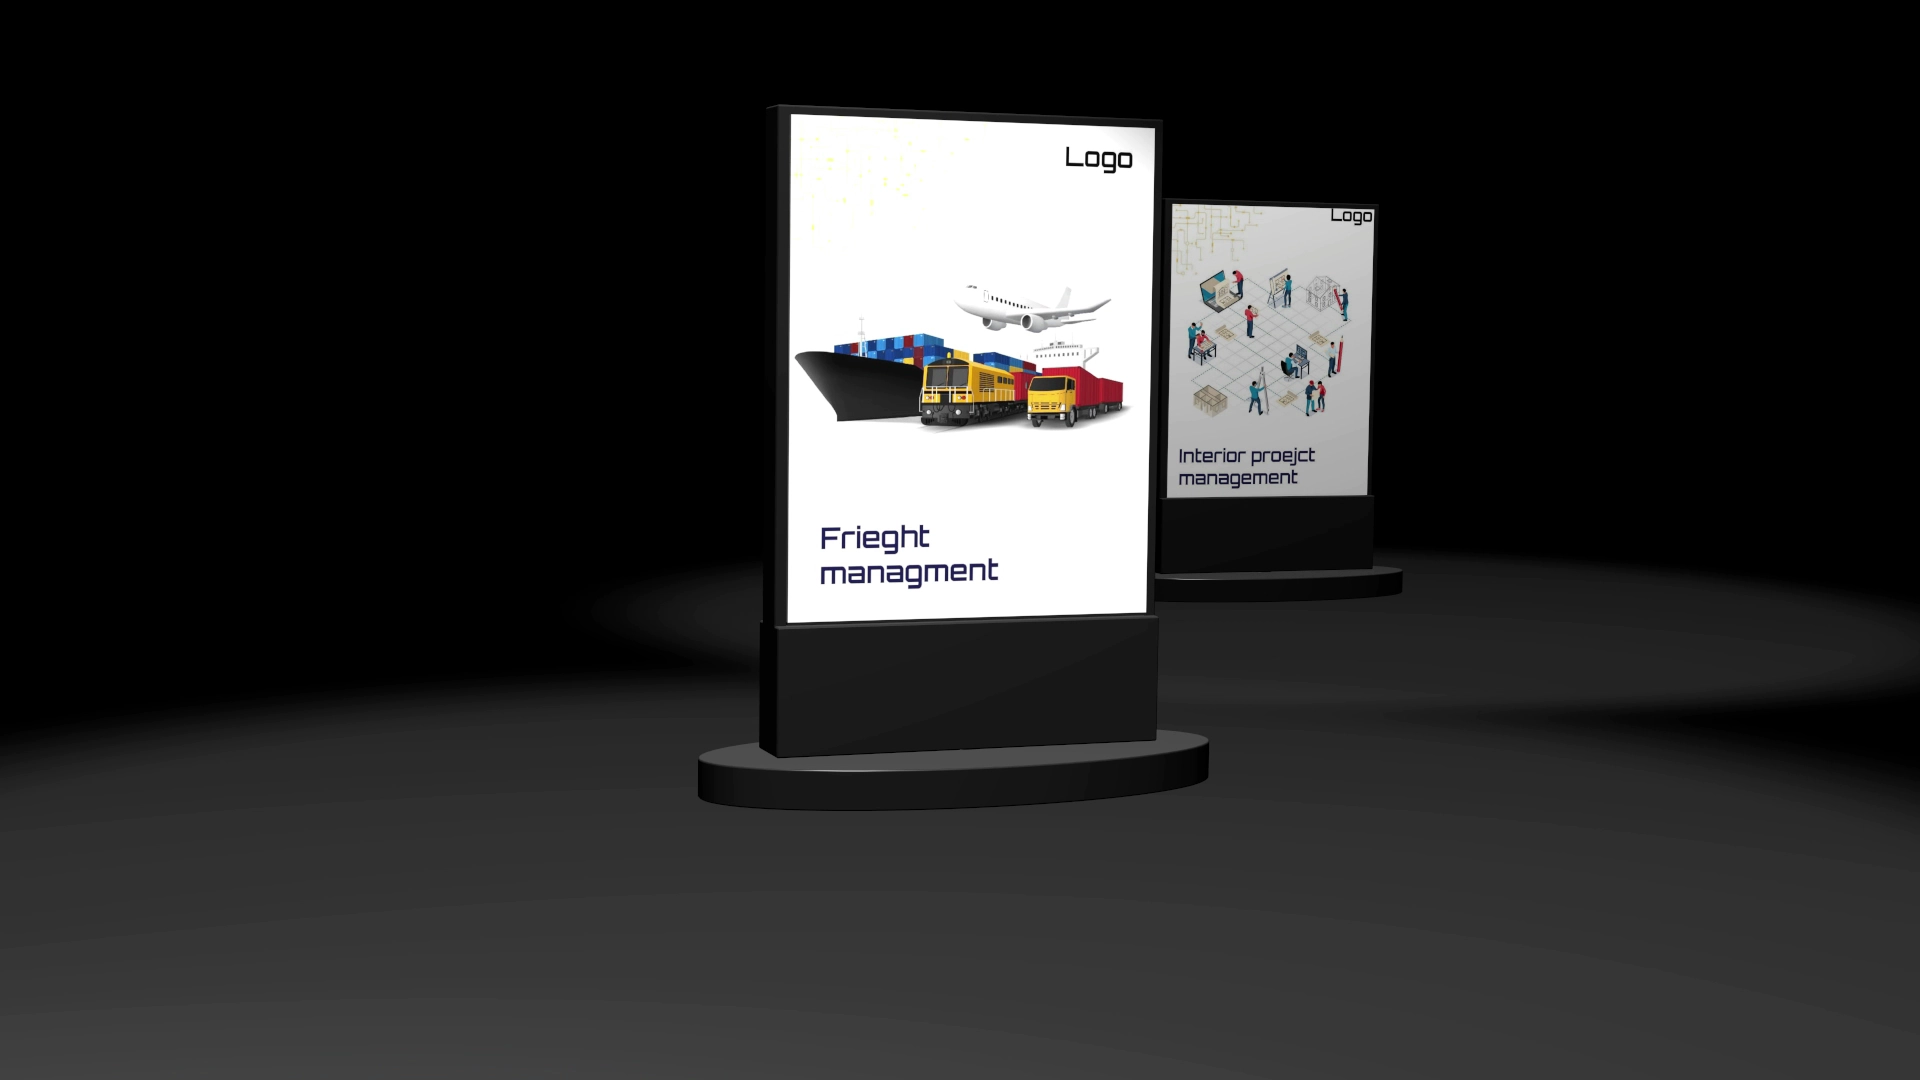 Logo
Frieght
managment
Logo
Interior proejct
management